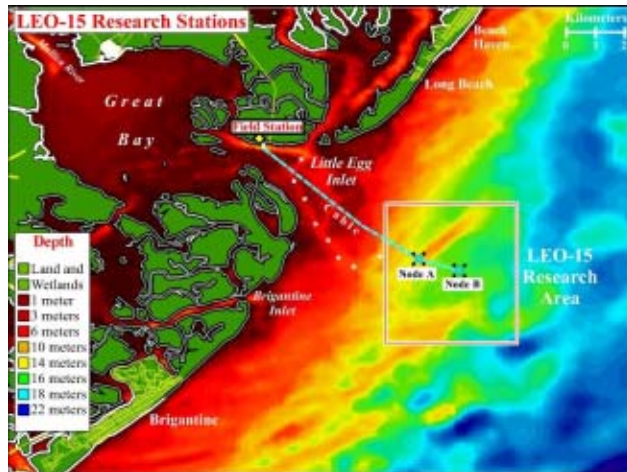 LEO-15 Research Stations
Kilometers
0 1 2
Beach
Haven
Long Beach
Mullica River
Great
Bay
Field Station
Little Egg
Inlet
Cable
Node A
Node B
LEO-15
Research
Area
Brigantine
Inlet
Brigantine
Depth
Land and
Wetlands
1 meter
3 meters
6 meters
10 meters
14 meters
16 meters
18 meters
22 meters